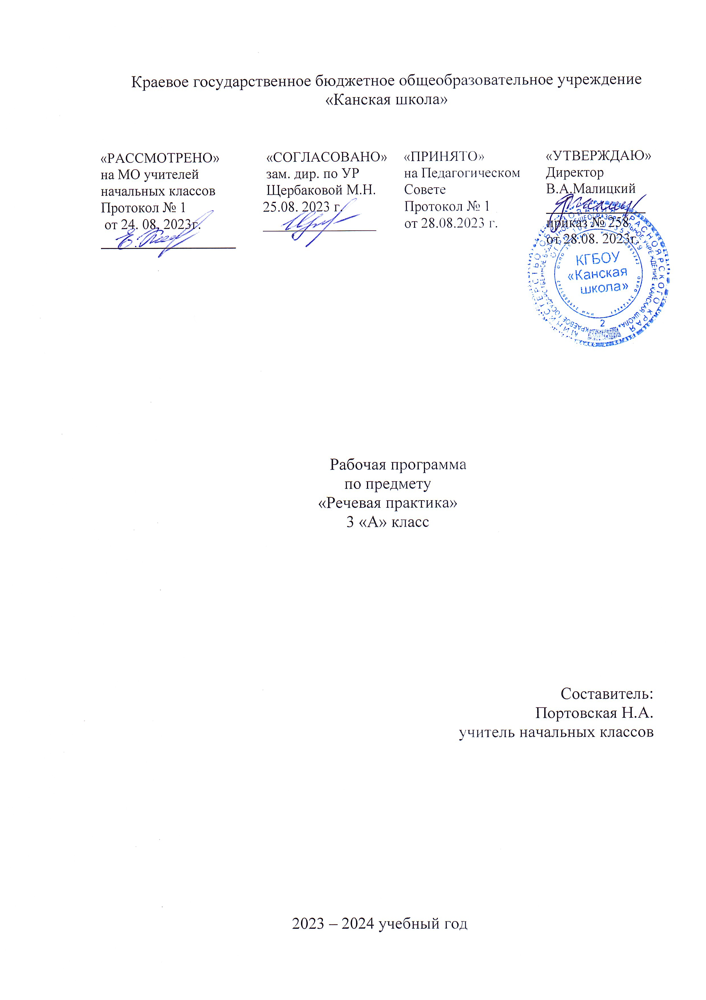 Краевое государственное бюджетное общеобразовательное учреждение
«Канская школа»
«РАССМОТРЕНО»
на МО учителей
начальных классов
Протокол № 1
от 24. 08. 2023г.
«СОГЛАСОВАНО»
зам. дир. по УР
Щербаковой М.Н.
25.08. 2023 г.
«ПРИНЯТО»
на Педагогическом
Совете
Протокол № 1
от 28.08.2023 г.
«УТВЕРЖДАЮ»
Директор
В.А.Малицкий
приказ № 258
от 28.08. 2023г.
КГБОУ
«Канская
школа»
2
Рабочая программа
по предмету
«Речевая практика»
3 «А» класс
Составитель:
Портовская Н.А.
учитель начальных классов
2023 – 2024 учебный год